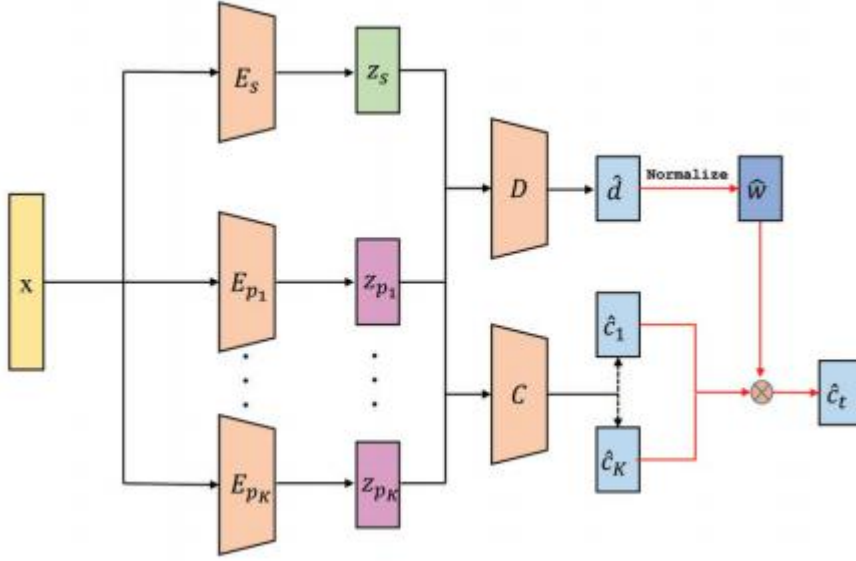 x
E_s
z_s
E_{p_1}
z_{p_1}
E_{p_K}
z_{p_K}
D
d̂
Normalize
ŵ
C
ĉ_1
ĉ_K
ĉ_t